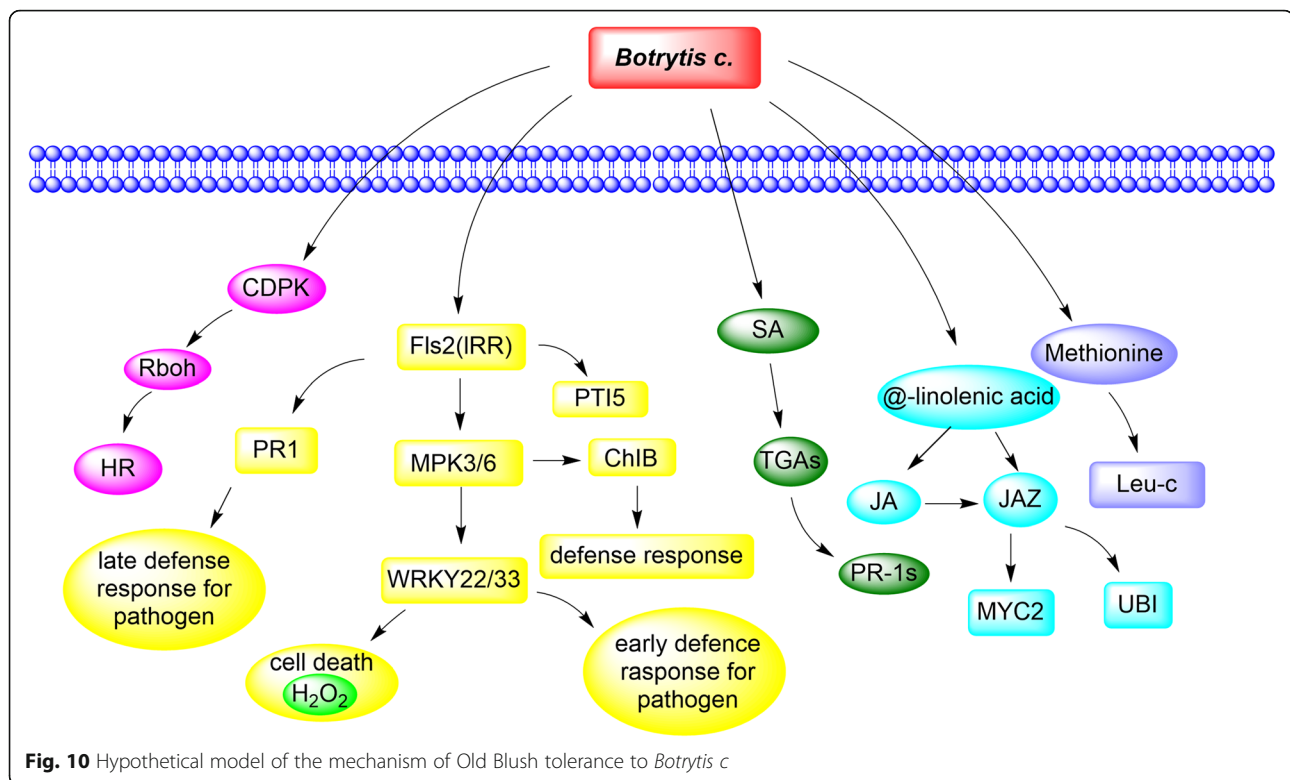 Botrytis c.
CDPK
Rboh
HR
Fls2(IRR)
PTI5
PR1
MPK3/6
ChIB
late defense
response for
pathogen
WRKY22/33
defense response
cell death
H₂O₂
early defence
rasponse for
pathogen
SA
TGAs
PR-1s
@-linolenic acid
JA
JAZ
MYC2
UBI
Methionine
Leu-c
Fig. 10 Hypothetical model of the mechanism of Old Blush tolerance to Botrytis c